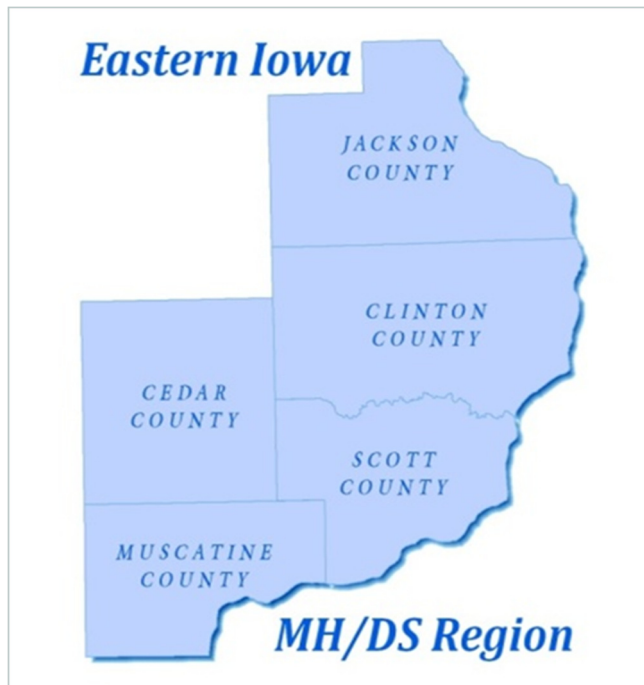 Eastern Iowa
JACKSON
COUNTY
CLINTON
COUNTY
CEDAR
COUNTY
SCOTT
COUNTY
MUSCATINE
COUNTY
MH/DS Region